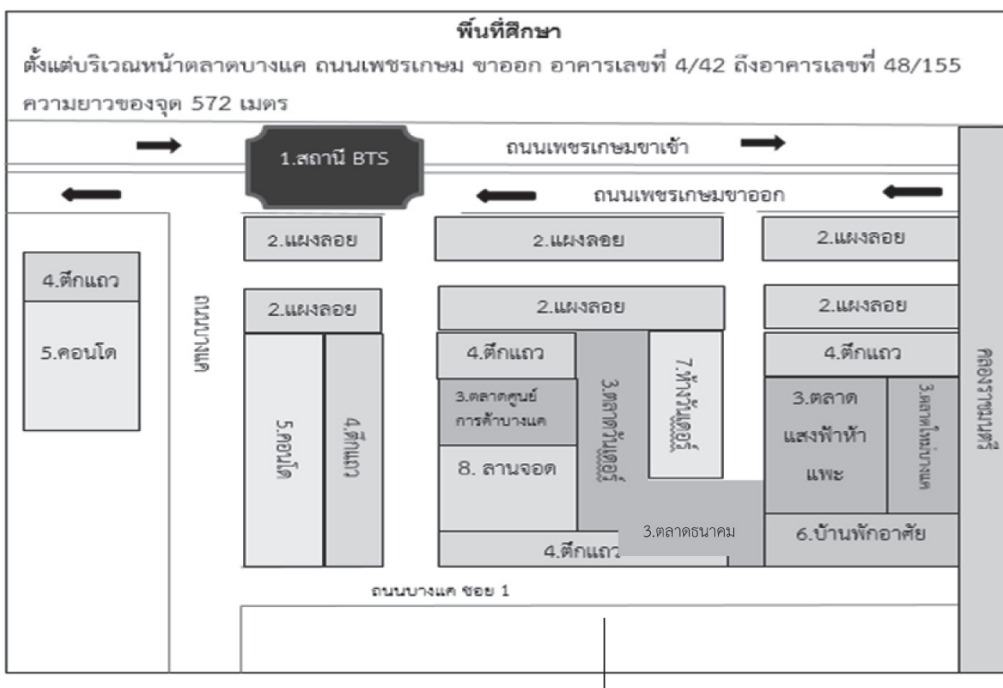 พื้นที่ศึกษา
ตั้งแต่บริเวณหน้าตลาดบางแค ถนนเพชรเกษม ขาออก อาคารเลขที่ 4/42 ถึงอาคารเลขที่ 48/155
ความยาวของจุด 572 เมตร
1.สถานี BTS
ถนนเพชรเกษมขาเข้า
ถนนเพชรเกษมขาออก
2.แผงลอย
2.แผงลอย
2.แผงลอย
4.ตึกแถว
5.คอนโด
ถนนบางแค
2.แผงลอย
2.แผงลอย
2.แผงลอย
5.คอนโด
4.ตึกแถว
4.ตึกแถว
3.ตลาดศูนย์
การค้าบางแค
8. ลานจอด
3.ตลาดวันเดอร์
7.ห้างวันเดอร์
4.ตึกแถว
3.ตลาด
แสงฟ้าห้า
แพะ
3.ตลาดใหม่บางแค
คลองราชมนตรี
3.ตลาดธนาคม
4.ตึกแถว
6.บ้านพักอาศัย
ถนนบางแค ซอย 1